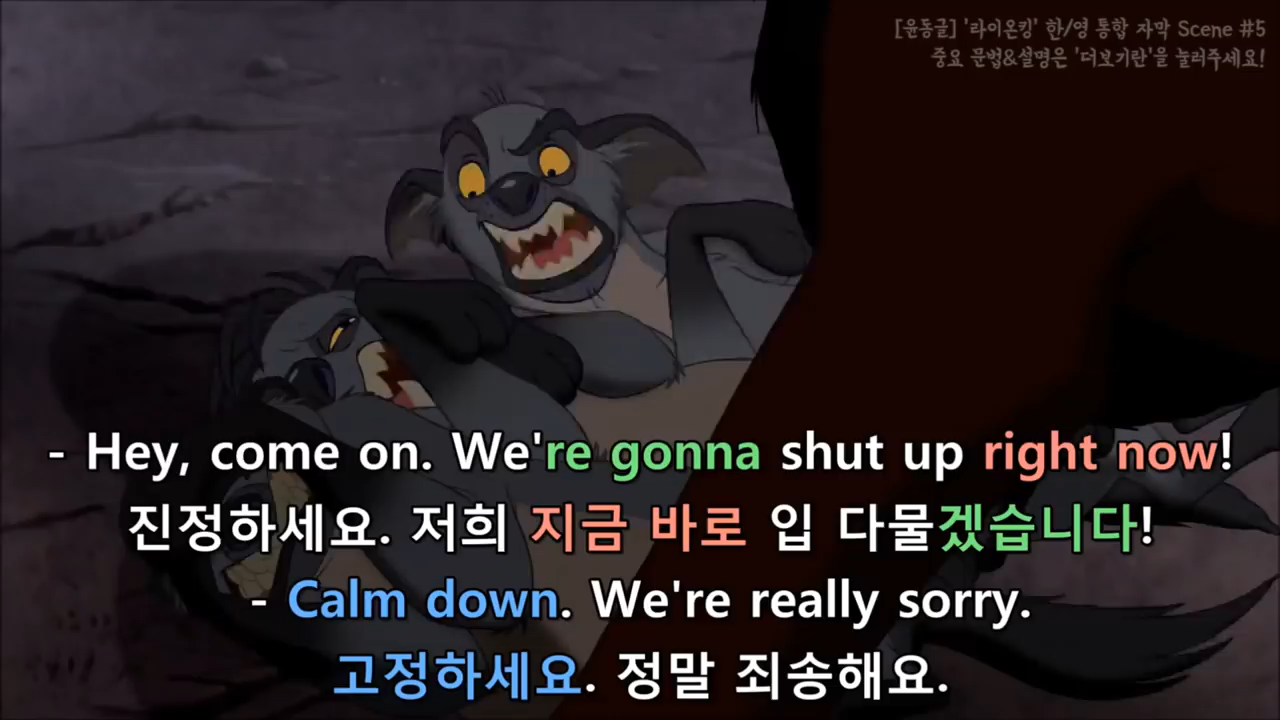 [윤동글] '라이온킹' 한/영 통합 자막 Scene #5
중요 문법&설명은 '더보기란'을 눌러주세요!
- Hey, come on. We're gonna shut up right now!
진정하세요. 저희 지금 바로 입 다물겠습니다!
- Calm down. We're really sorry.
고정하세요. 정말 죄송해요.